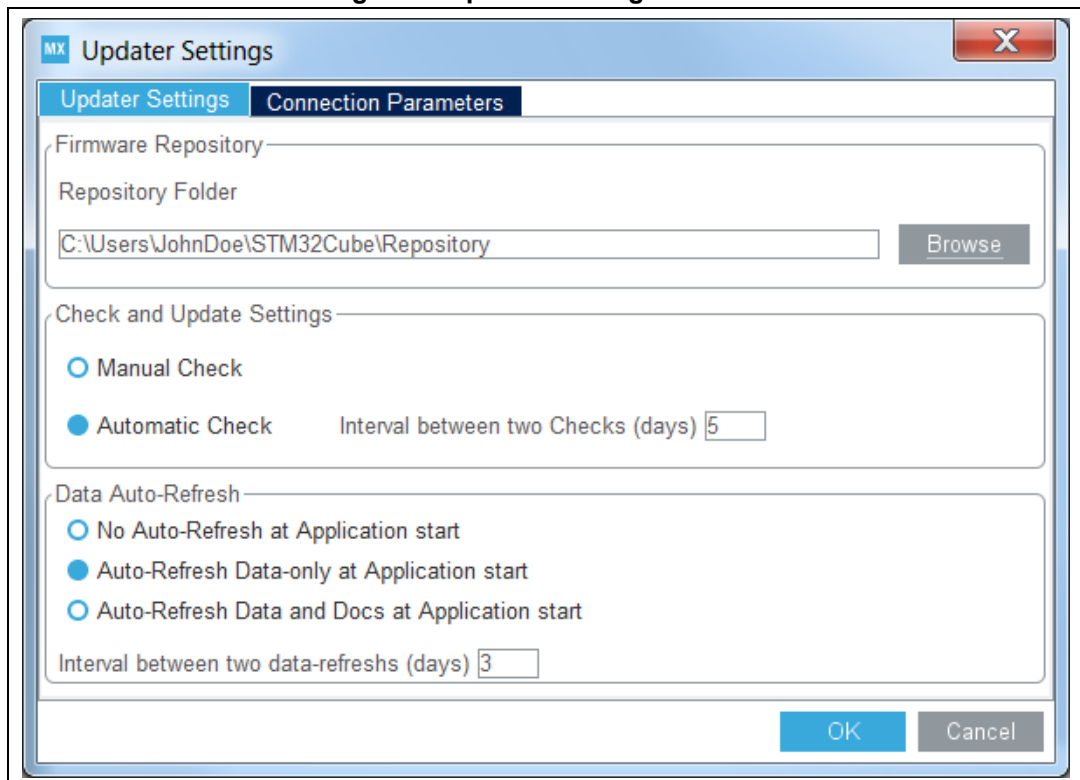 MX Updater Settings
Updater Settings Connection Parameters
Firmware Repository
Repository Folder
C:\Users\JohnDoe\STM32Cube\Repository Browse
Check and Update Settings
Manual Check
Automatic Check Interval between two Checks (days) 5
Data Auto-Refresh
No Auto-Refresh at Application start
Auto-Refresh Data-only at Application start
Auto-Refresh Data and Docs at Application start
Interval between two data-refreshs (days) 3
OK Cancel